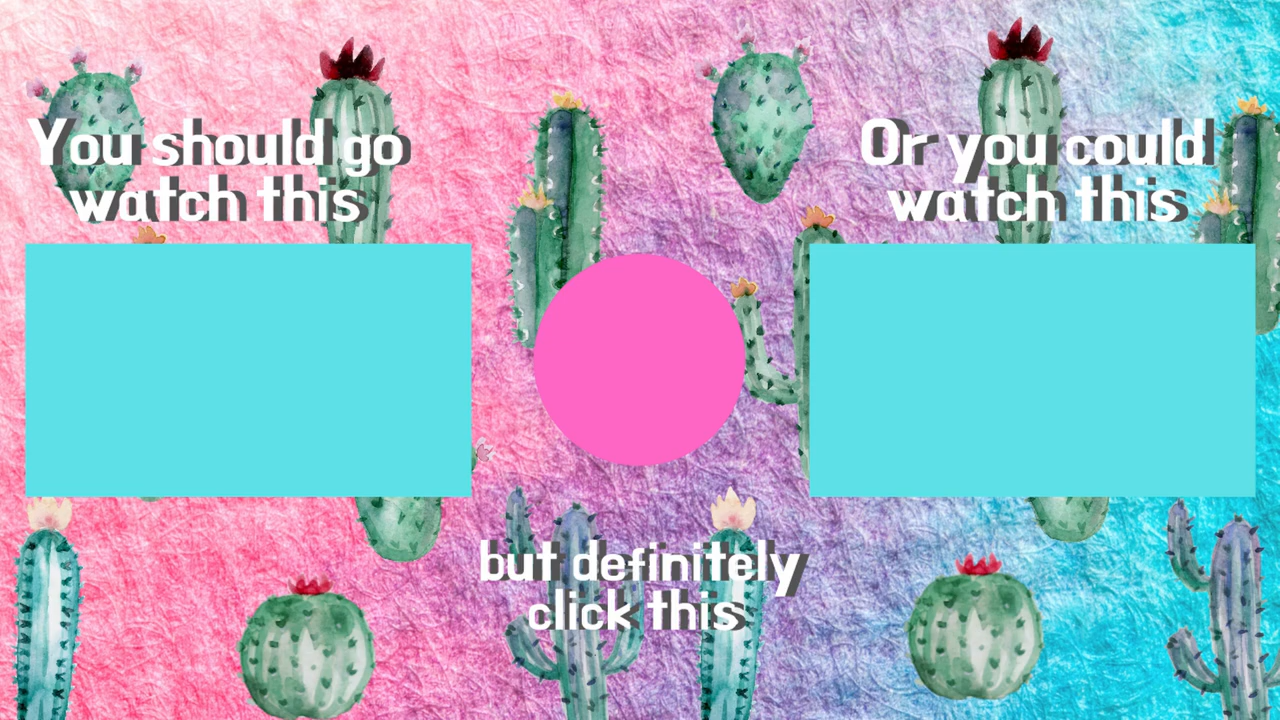 You should go
watch this
Or you could
watch this
but definitely
click this